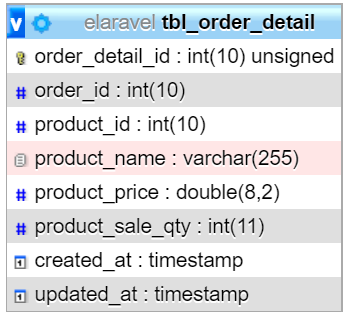 v elaravel tbl_order_detail
order_detail_id : int(10) unsigned
order_id : int(10)
product_id : int(10)
product_name : varchar(255)
product_price : double(8,2)
product_sale_qty : int(11)
created_at : timestamp
updated_at : timestamp